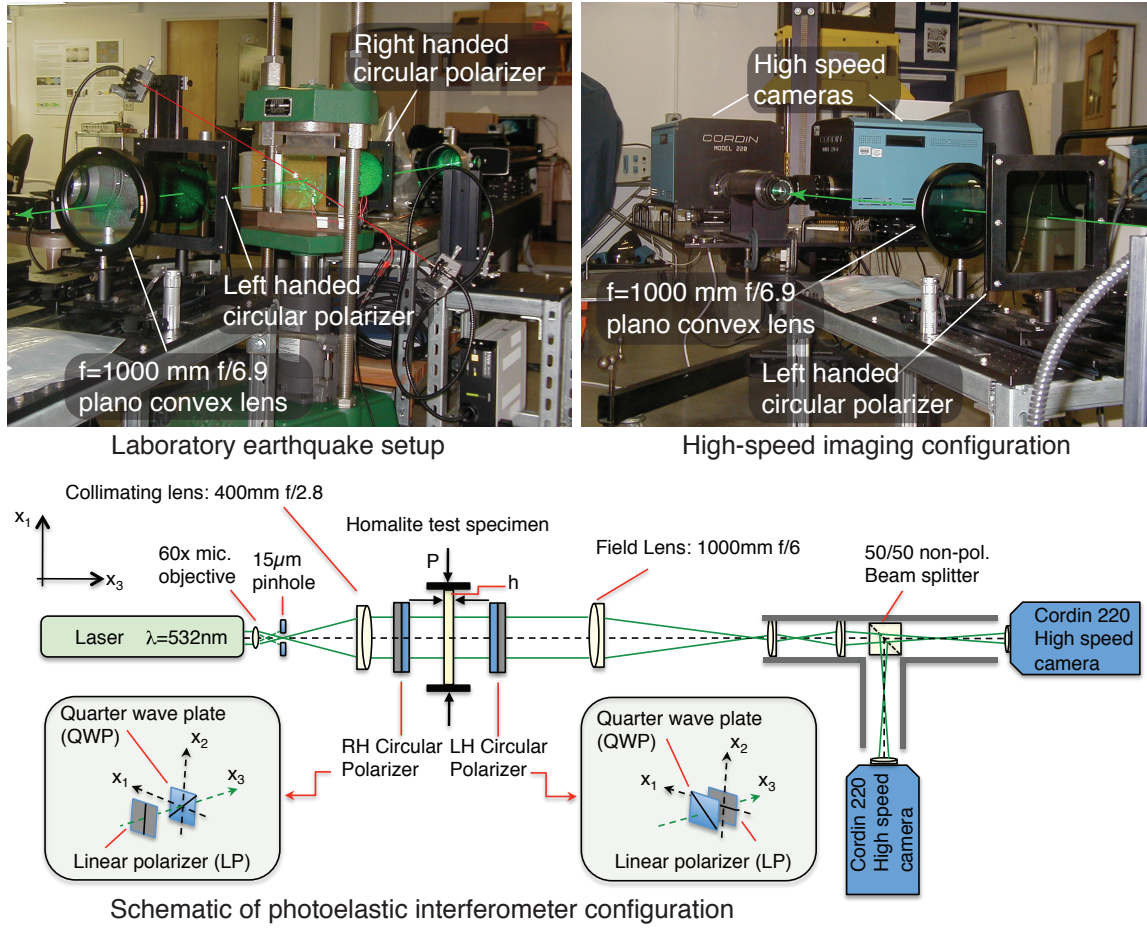 Right handed
circular polarizer
Left handed
circular polarizer
f=1000 mm f/6.9
plano convex lens
Laboratory earthquake setup
High speed
cameras
CORDIN
MODEL 220
f=1000 mm f/6.9
plano convex lens
Left handed
circular polarizer
High-speed imaging configuration
Collimating lens: 400mm f/2.8
x1
x3
60x mic.
objective
15µm
pinhole
Homalite test specimen
P
h
Field Lens: 1000mm f/6
50/50 non-pol.
Beam splitter
Laser λ=532nm
Cordin 220
High speed
camera
Quarter wave plate
(QWP)
x2
x1
x3
Linear polarizer (LP)
RH Circular
Polarizer
LH Circular
Polarizer
Quarter wave plate
(QWP)
x2
x1
x3
Linear polarizer (LP)
Cordin 220
High speed
camera
Schematic of photoelastic interferometer configuration